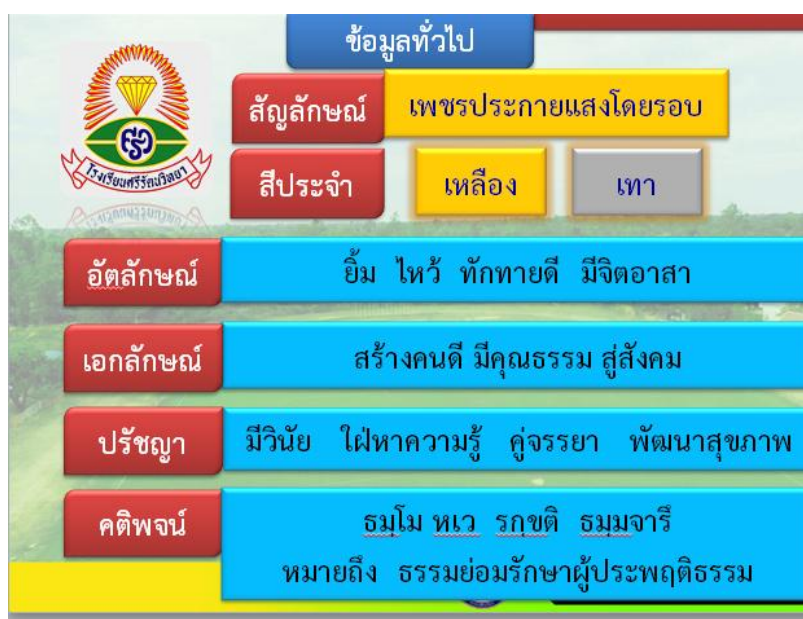 ข้อมูลทั่วไป
สัญลักษณ์ เพชรประกายแสงโดยรอบ
ศรว
โรงเรียนศรีรัตนวิทยา
สีประจำ เหลือง เทา
อัตลักษณ์ ยิ้ม ไหว้ ทักทายดี มีจิตอาสา
เอกลักษณ์ สร้างคนดี มีคุณธรรม สู่สังคม
ปรัชญา มีวินัย ใฝ่หาความรู้ คู่จรรยา พัฒนาสุขภาพ
คติพจน์ ธมฺโม หเว รกฺขติ ธมฺมจารึ
หมายถึง ธรรมย่อมรักษาผู้ประพฤติธรรม